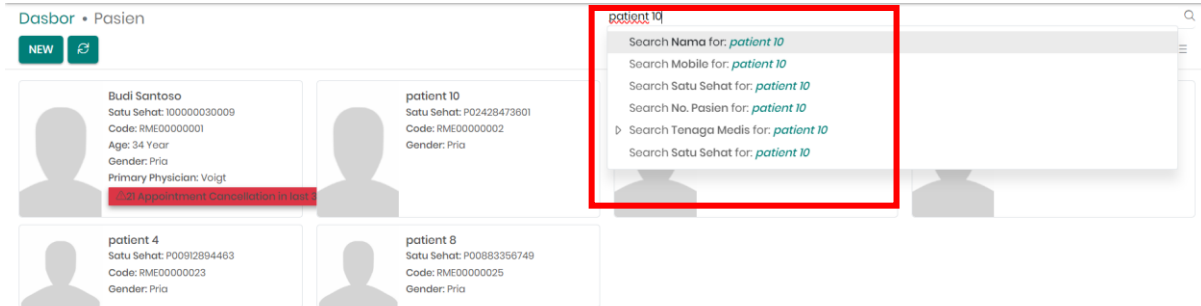 Dasbor • Pasien
patient 10
NEW
Search Nama for: patient 10
Search Mobile for: patient 10
Search Satu Sehat for: patient 10
Search No. Pasien for: patient 10
Search Tenaga Medis for: patient 10
Search Satu Sehat for: patient 10
Budi Santoso
Satu Sehat: 100000030009
Code: RME00000001
Age: 34 Year
Gender: Pria
Primary Physician: Voigt
21 Appointment Cancellation in last 3
patient 10
Satu Sehat: P02428473601
Code: RME00000002
Gender: Pria
patient 4
Satu Sehat: P00912894463
Code: RME00000023
Gender: Pria
patient 8
Satu Sehat: P00883356749
Code: RME00000025
Gender: Pria